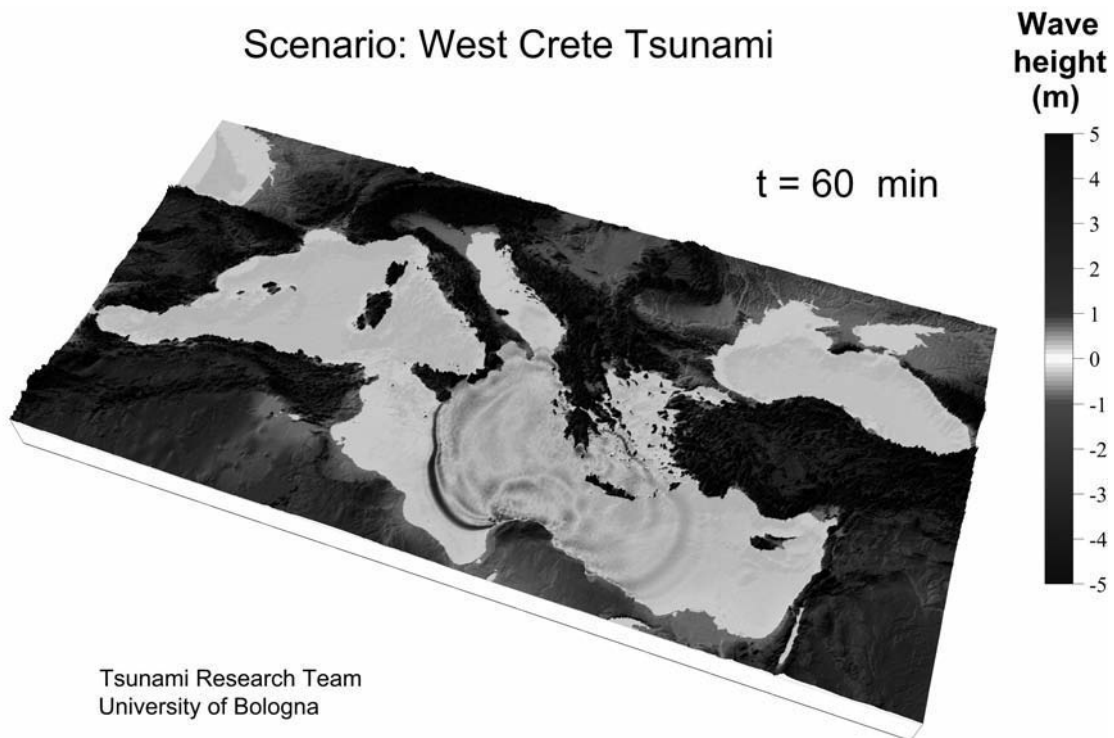 Scenario: West Crete Tsunami
Wave
height
(m)
t = 60 min
5
4
3
2
1
0
-1
-2
-3
-4
-5
Tsunami Research Team
University of Bologna